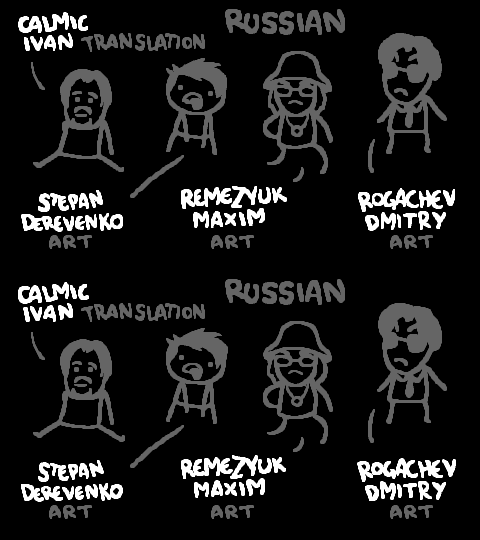 RUSSIAN
CALMIC
IVAN TRANSLATION
STEPAN
DEREVENKO
ART
REMEZYUK
MAXIM
ART
ROGACHEV
DMITRY
ART
RUSSIAN
CALMIC
IVAN TRANSLATION
STEPAN
DEREVENKO
ART
REMEZYUK
MAXIM
ART
ROGACHEV
DMITRY
ART